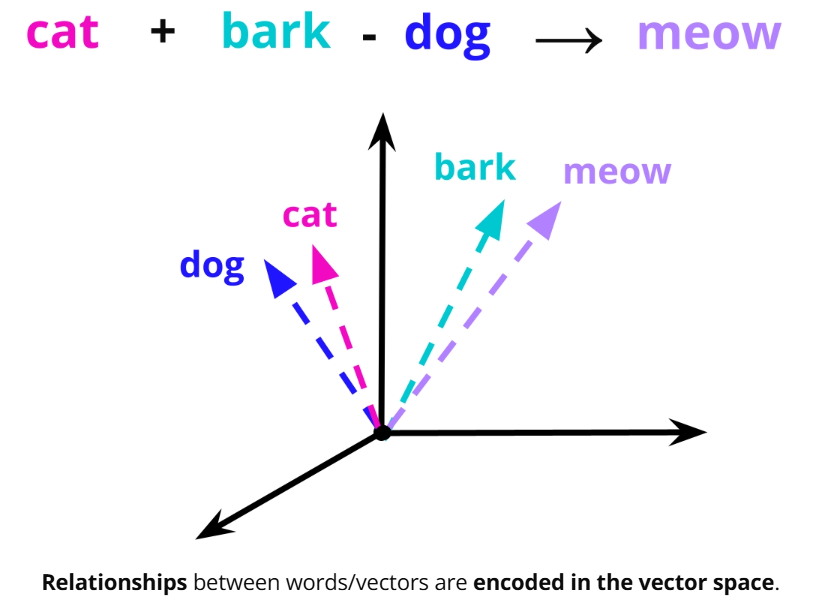 cat + bark - dog → meow
bark meow
cat
dog
Relationships between words/vectors are encoded in the vector space.